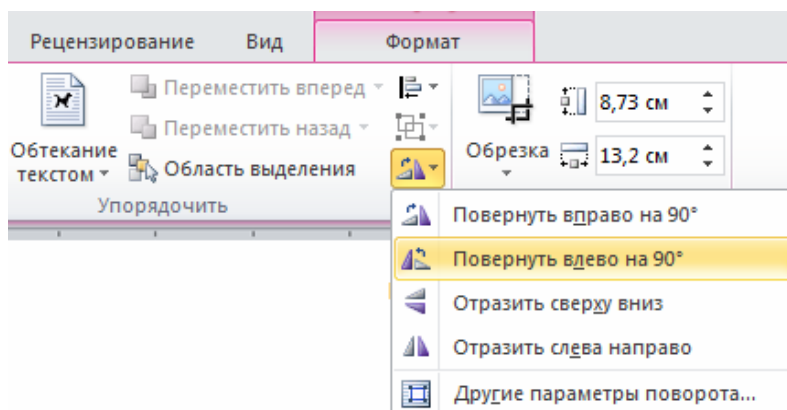 Рецензирование Вид Формат
Переместить вперед
8,73 см
Переместить назад
Обтекание текстом
Область выделения
Обрезка
13,2 см
Упорядочить
Повернуть вправо на 90°
Повернуть влево на 90°
Отразить сверху вниз
Отразить слева направо
Другие параметры поворота...